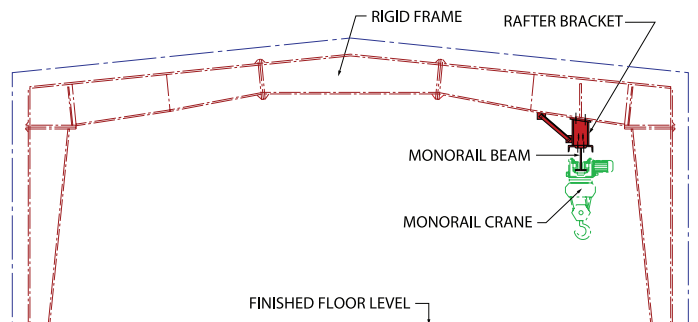 RIGID FRAME
RAFTER BRACKET
MONORAIL BEAM
MONORAIL CRANE
FINISHED FLOOR LEVEL